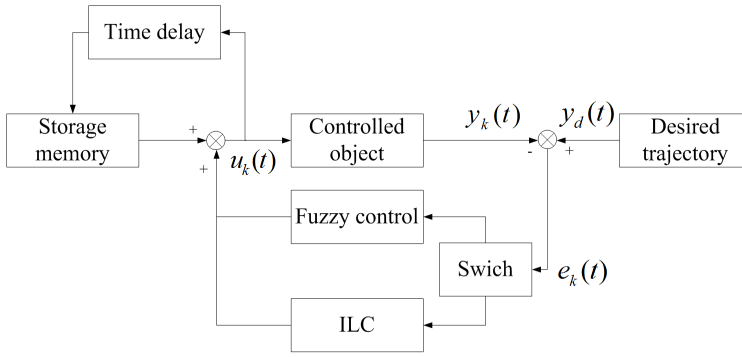 Time delay
Storage
memory
+
+
u_k(t)
Controlled
object
y_k(t)
-
y_d(t)
+
Desired
trajectory
Fuzzy control
Swich
e_k(t)
ILC